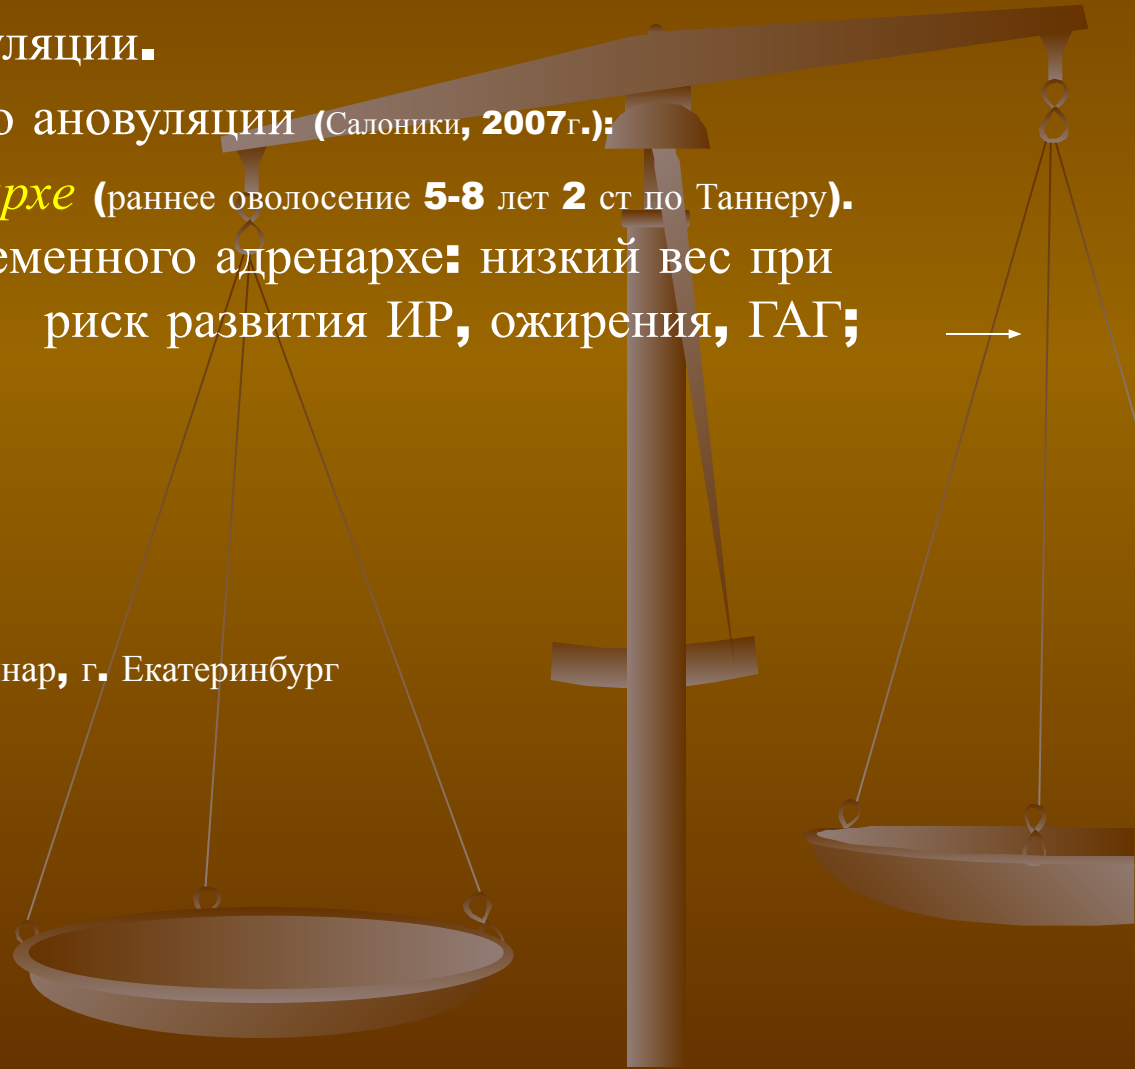 уляции.
о ановуляции (Салоники, 2007г.):
рхе (раннее оволосение 5-8 лет 2 ст по Таннеру).
еменного адренархе: низкий вес при
риск развития ИР, ожирения, ГАГ;
нар, г. Екатеринбург